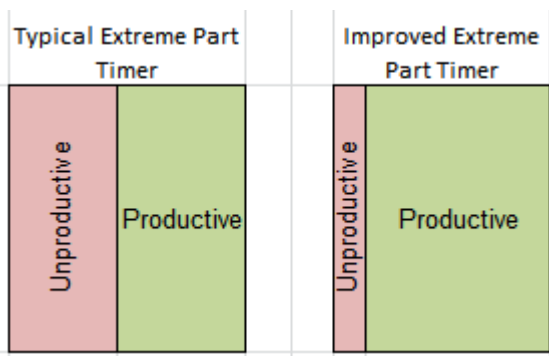 Typical Extreme Part
Timer
Improved Extreme
Part Timer
Unproductive
Productive
Unproductive
Productive